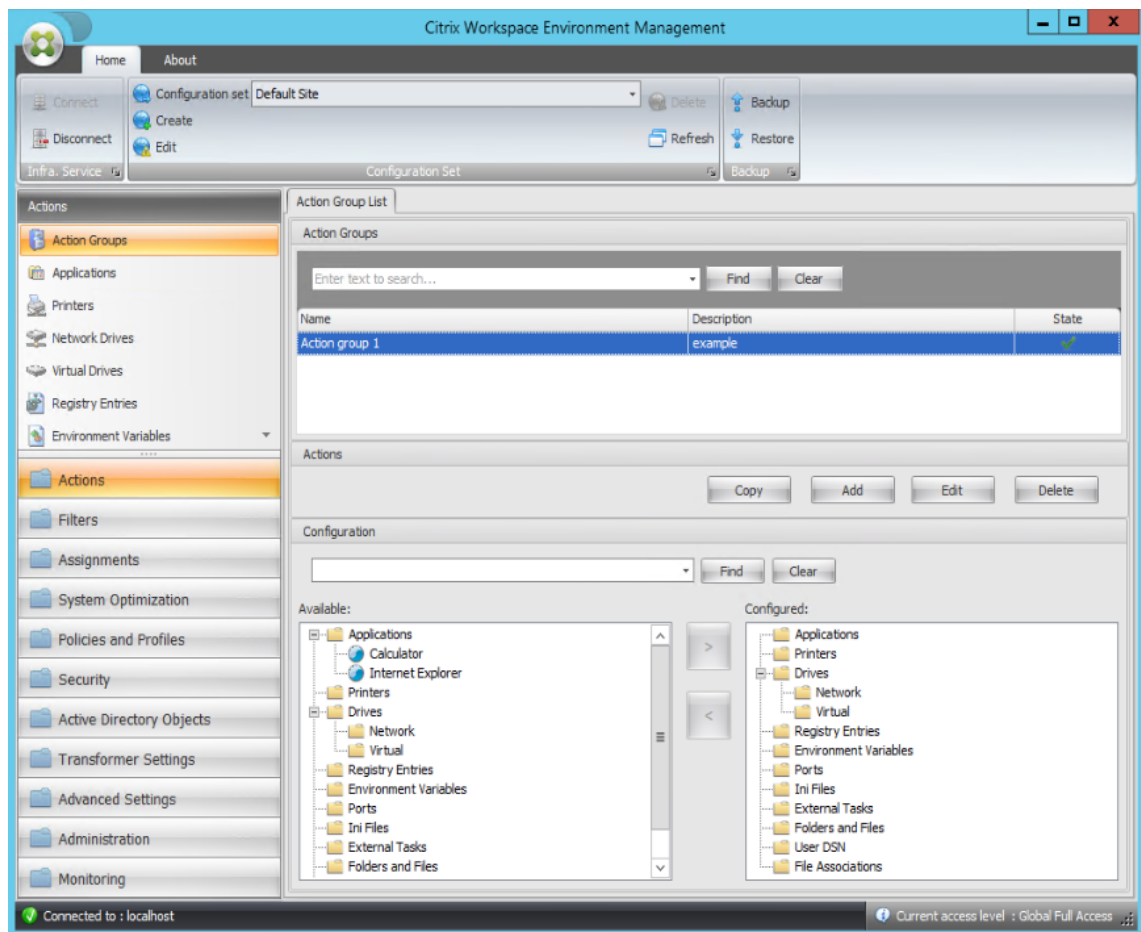 Citrix Workspace Environment Management
Home About
Connect
Disconnect
Infra. Service
Configuration set Default Site
Create
Edit
Delete
Refresh
Configuration Set
Backup
Restore
Backup
Actions
Action Groups
Applications
Printers
Network Drives
Virtual Drives
Registry Entries
Environment Variables
Actions
Filters
Assignments
System Optimization
Policies and Profiles
Security
Active Directory Objects
Transformer Settings
Advanced Settings
Administration
Monitoring
Action Group List
Action Groups
Enter text to search...
Find Clear
Name Description State
Action group 1 example
Actions
Copy Add Edit Delete
Configuration
Find Clear
Available:
Applications
Calculator
Internet Explorer
Printers
Drives
Network
Virtual
Registry Entries
Environment Variables
Ports
Ini Files
External Tasks
Folders and Files
>
<
Configured:
Applications
Printers
Drives
Network
Virtual
Registry Entries
Environment Variables
Ports
Ini Files
External Tasks
Folders and Files
User DSN
File Associations
Connected to : localhost
Current access level : Global Full Access